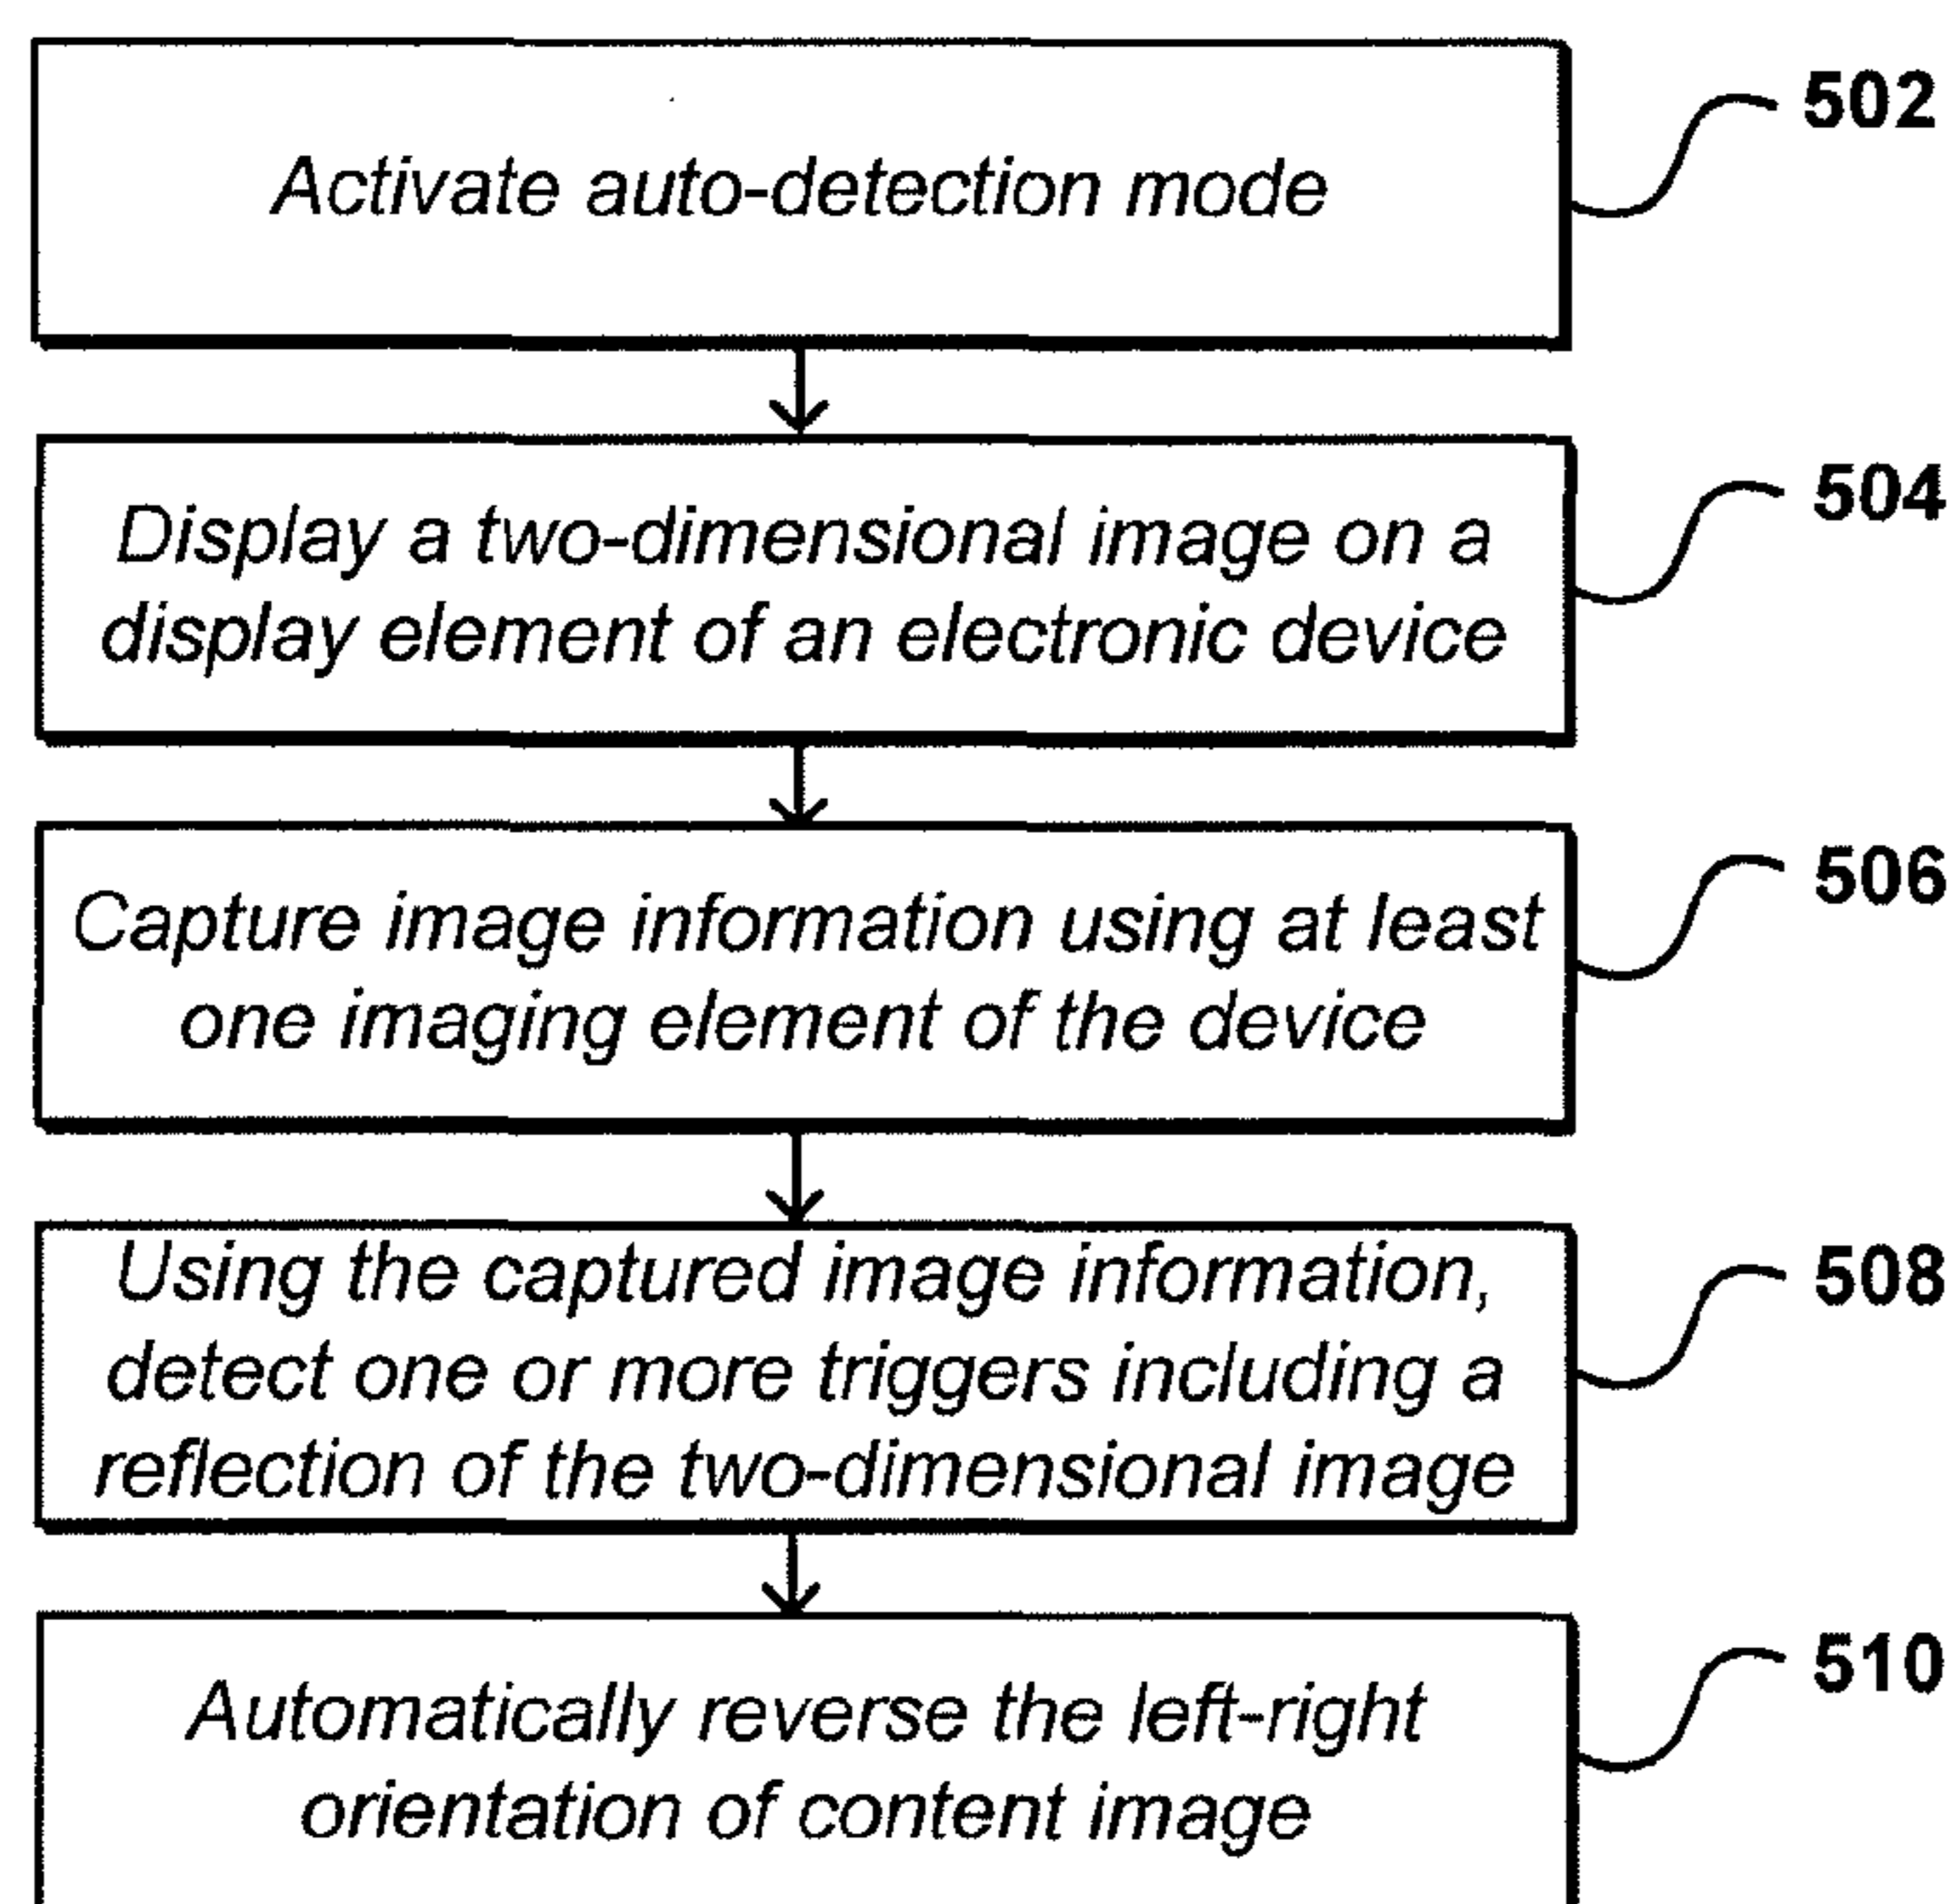 Activate auto-detection mode
502
Display a two-dimensional image on a
display element of an electronic device
504
Capture image information using at least
one imaging element of the device
506
Using the captured image information,
detect one or more triggers including a
reflection of the two-dimensional image
508
Automatically reverse the left-right
orientation of content image
510